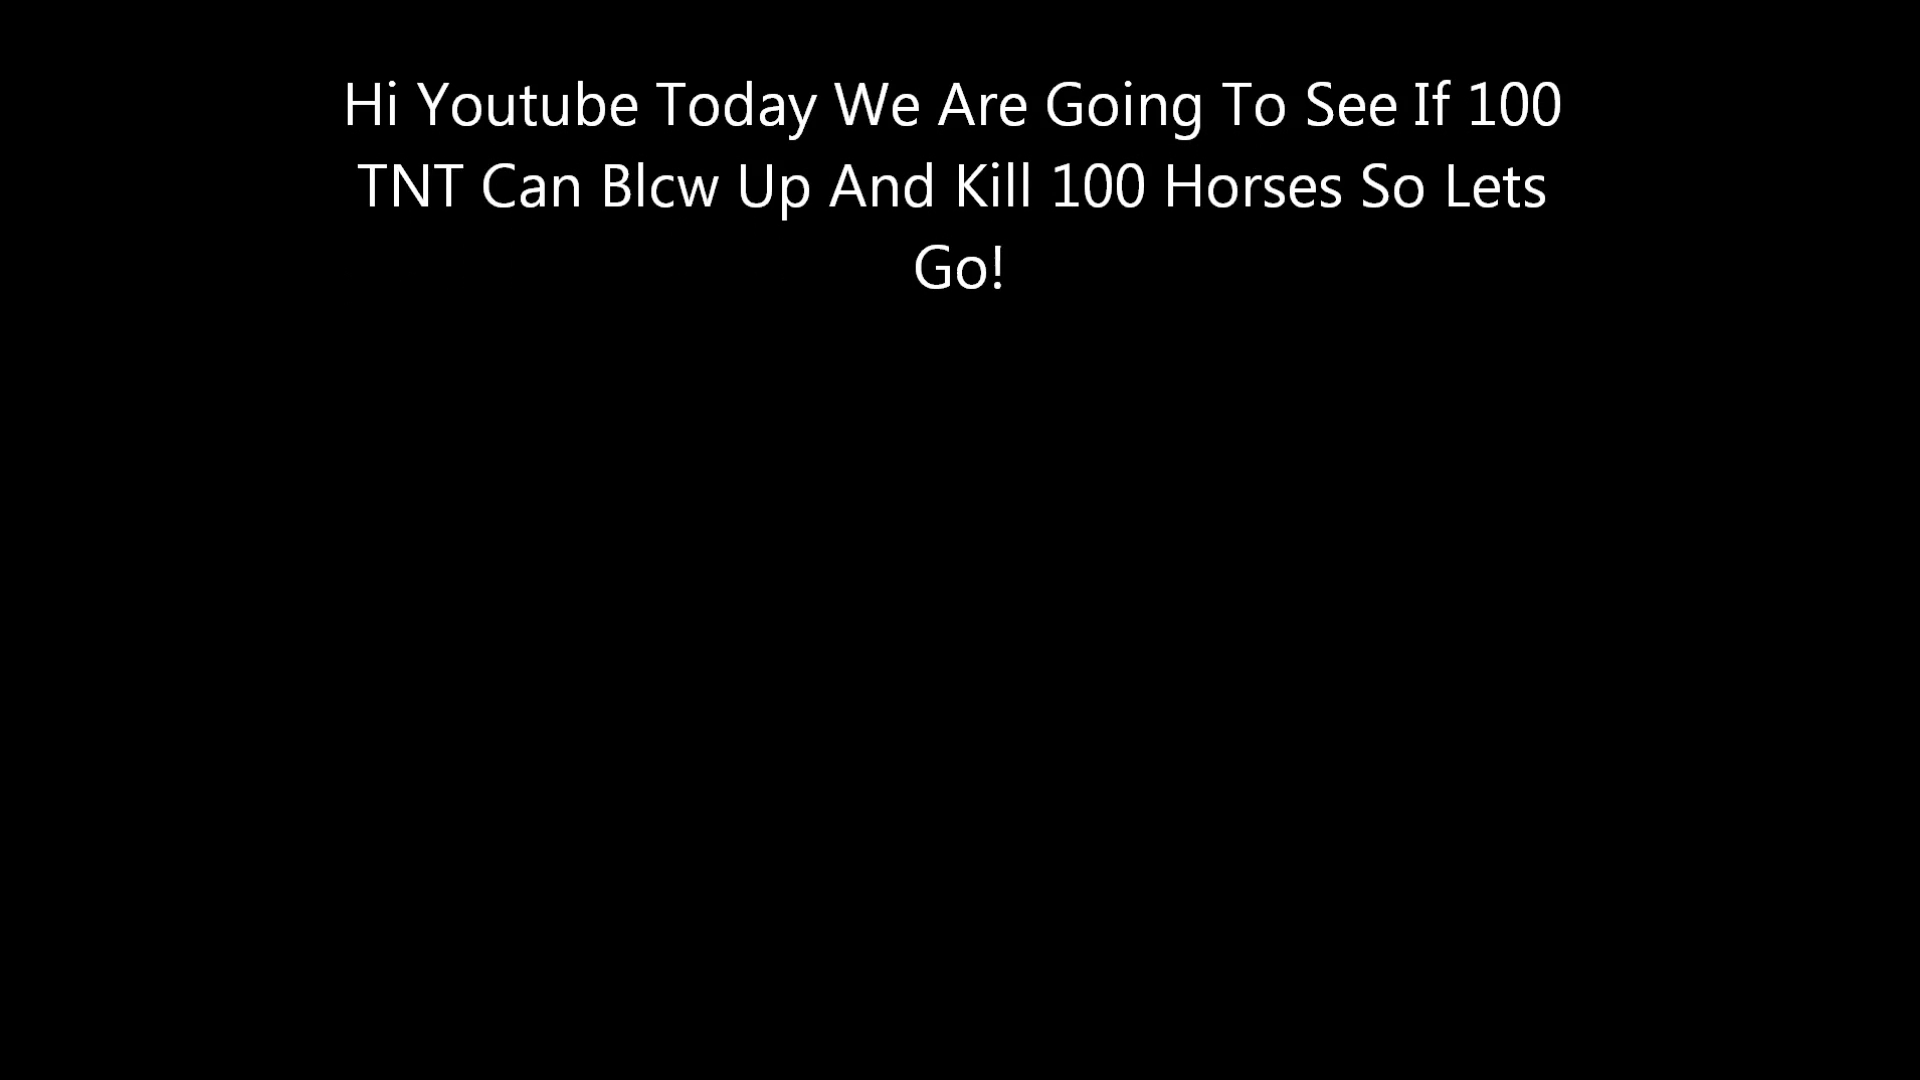 Hi Youtube Today We Are Going To See If 100
TNT Can Blcw Up And Kill 100 Horses So Lets
Go!